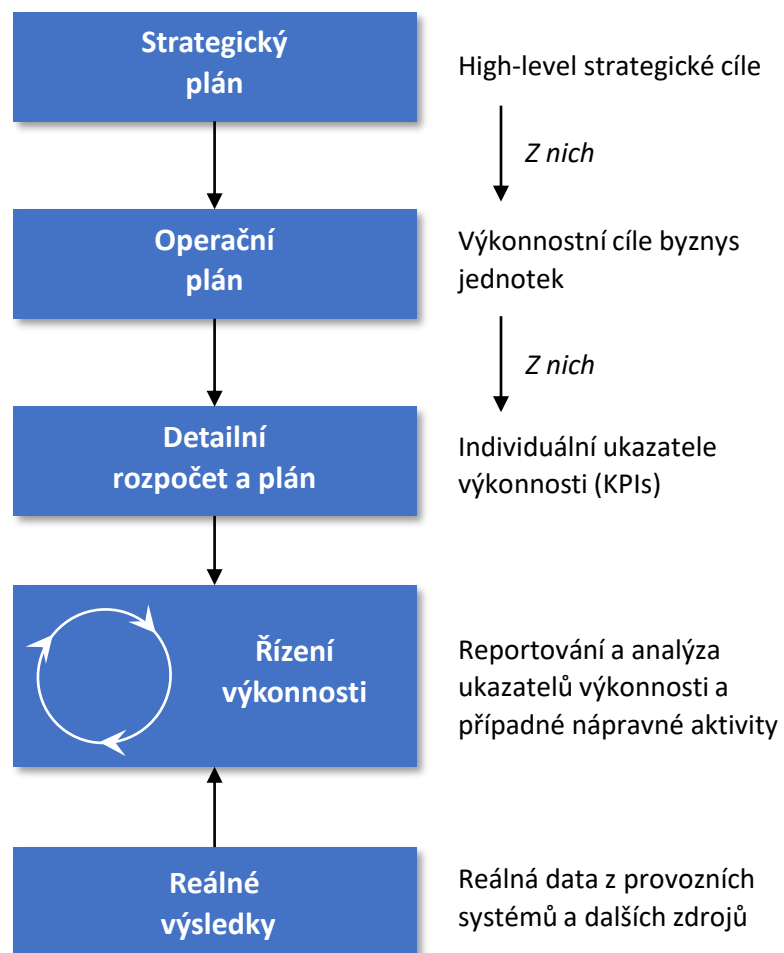 Strategický
plán
High-level strategické cíle
Z nich
Operační
plán
Výkonnostní cíle byznys
jednotek
Z nich
Detailní
rozpočet a plán
Individuální ukazatele
výkonnosti (KPIs)
Řízení
výkonnosti
Reportování a analýza
ukazatelů výkonnosti a
případné nápravné aktivity
Reálné
výsledky
Reálná data z provozních
systémů a dalších zdrojů